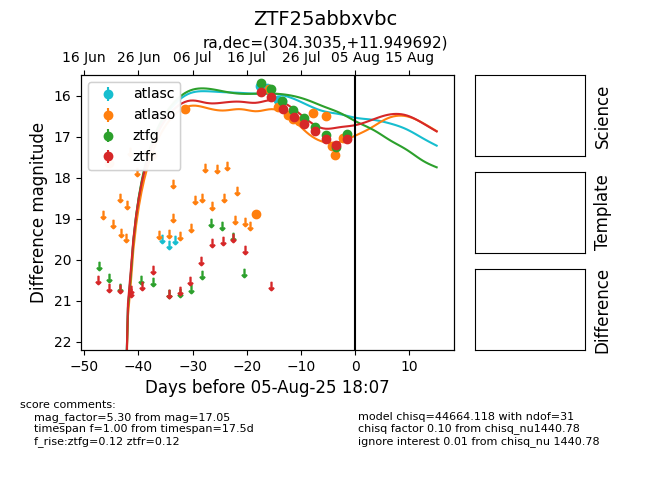 ZTF25abbxvbc
ra,dec=(304.3035,+11.949692)
16 Jun 26 Jun 06 Jul 16 Jul 26 Jul 05 Aug 15 Aug
atlasc
atlaso
ztfg
ztfr
16
17
18
19
20
21
22
Difference magnitude
−50 −40 −30 −20 −10 0 10
Days before 05-Aug-25 18:07
Science
Template
Difference
score comments:
mag_factor=5.30 from mag=17.05
timespan f=1.00 from timespan=17.5d
f_rise:ztfg=0.12 ztfr=0.12
model chisq=44664.118 with ndof=31
chisq factor 0.10 from chisq_nu1440.78
ignore interest 0.01 from chisq_nu 1440.78